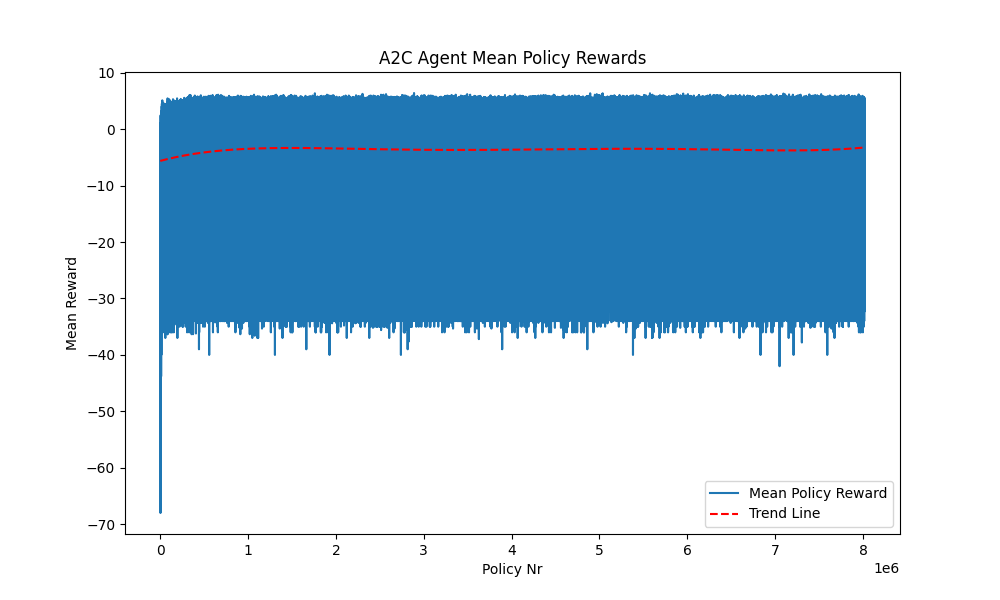 A2C Agent Mean Policy Rewards
10
0
−10
−20
−30
−40
−50
−60
−70
Mean Reward
Mean Policy Reward
Trend Line
0 1 2 3 4 5 6 7 8
1e6
Policy Nr